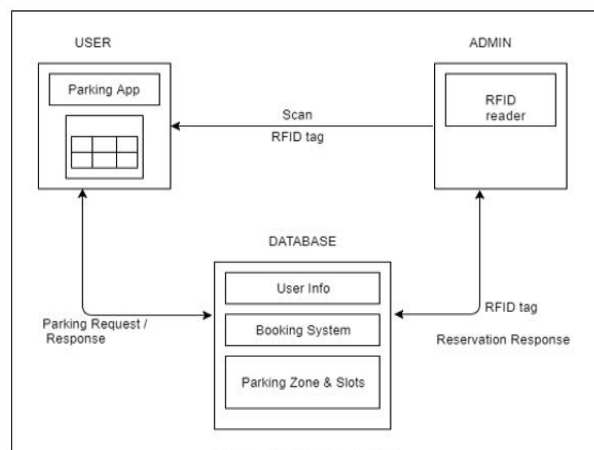 USER
ADMIN
Parking App
RFID
reader
Scan
RFID tag
DATABASE
User Info
Booking System
Parking Zone & Slots
Parking Request /
Response
RFID tag
Reservation Response